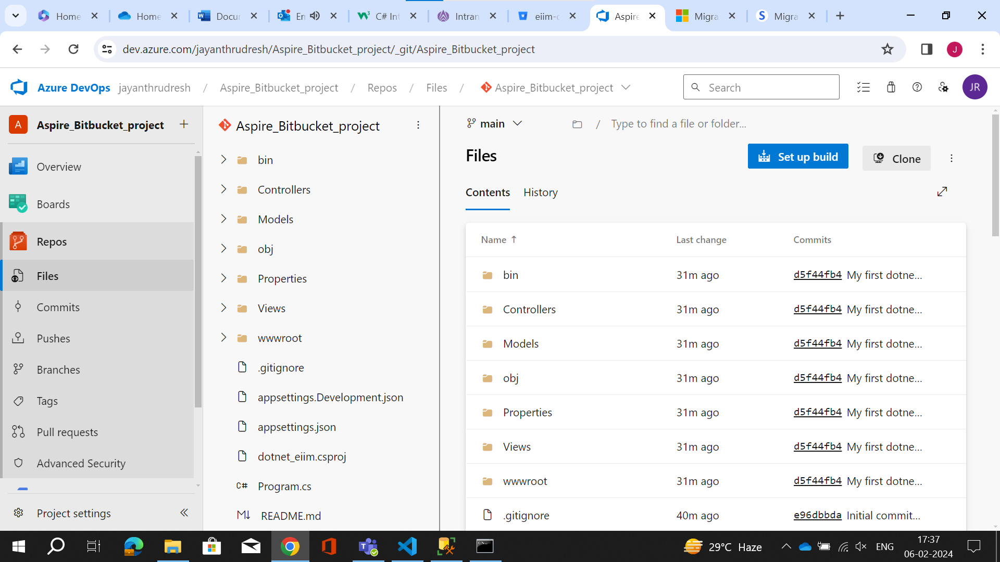 Home
Home
Docum
En
C# Int
Intran
eiim-c
Aspire
Migra
Migra
dev.azure.com/jayanthrudresh/Aspire_Bitbucket_project/_git/Aspire_Bitbucket_project
J
Azure DevOps jayanthrudresh / Aspire_Bitbucket_project / Repos / Files / Aspire_Bitbucket_project
Search
JR
A Aspire_Bitbucket_project
Overview
Boards
Repos
Files
Commits
Pushes
Branches
Tags
Pull requests
Advanced Security
Project settings
Aspire_Bitbucket_project
bin
Controllers
Models
obj
Properties
Views
wwwroot
.gitignore
appsettings.Development.json
appsettings.json
dotnet_eiim.csproj
C# Program.cs
M↓ README.md
main
/ Type to find a file or folder...
Files
Set up build
Clone
Contents History
Name ↑ Last change Commits
bin 31m ago d5f44fb4 My first dotne...
Controllers 31m ago d5f44fb4 My first dotne...
Models 31m ago d5f44fb4 My first dotne...
obj 31m ago d5f44fb4 My first dotne...
Properties 31m ago d5f44fb4 My first dotne...
Views 31m ago d5f44fb4 My first dotne...
wwwroot 31m ago d5f44fb4 My first dotne...
.gitignore 40m ago e96dbbda Initial commit...
29°C Haze
ENG
17:37
06-02-2024